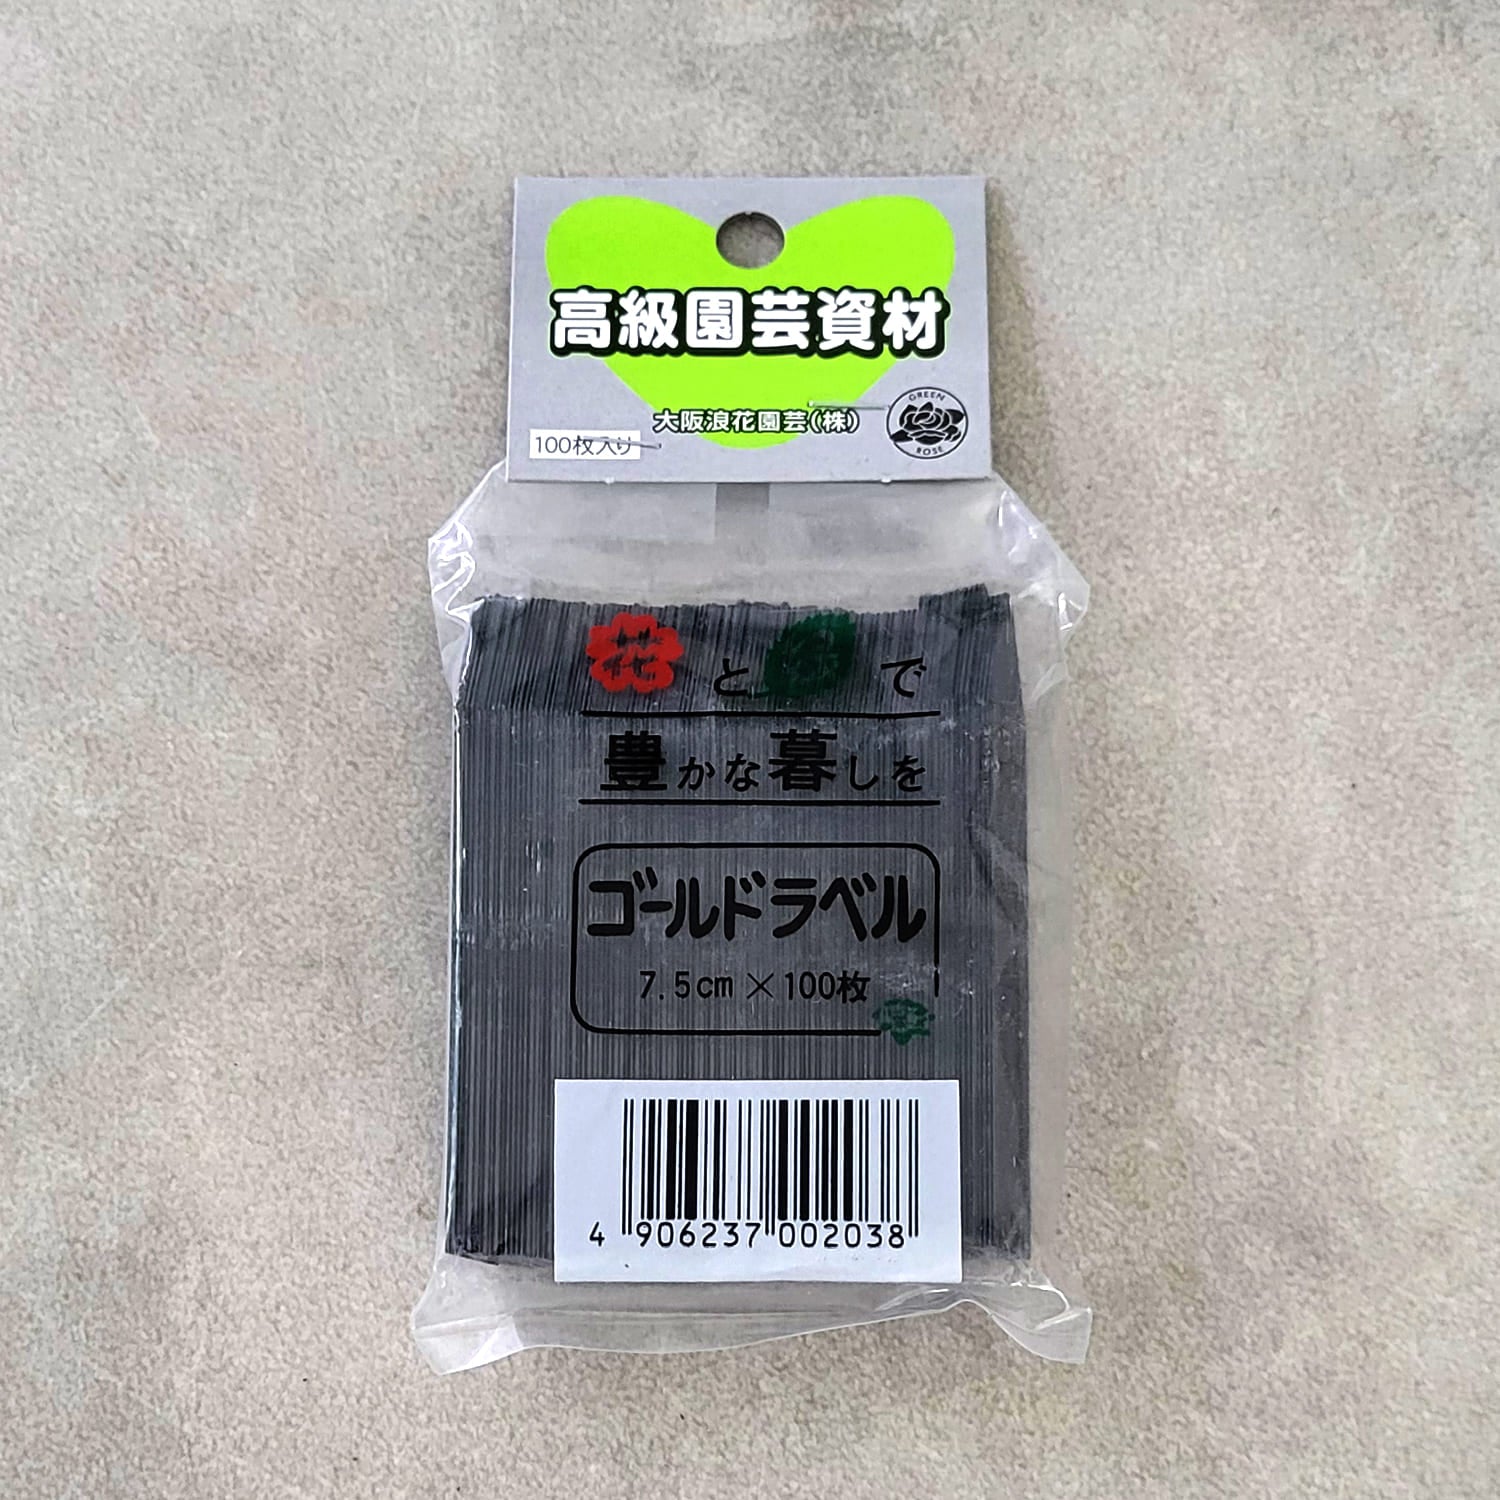 高級園芸資材
大阪浪花園芸(株)
GREEN
ROSE
100枚入り
花と緑で
豊かな暮しを
ゴールドラベル
7.5cm×100枚
4 906237 002038